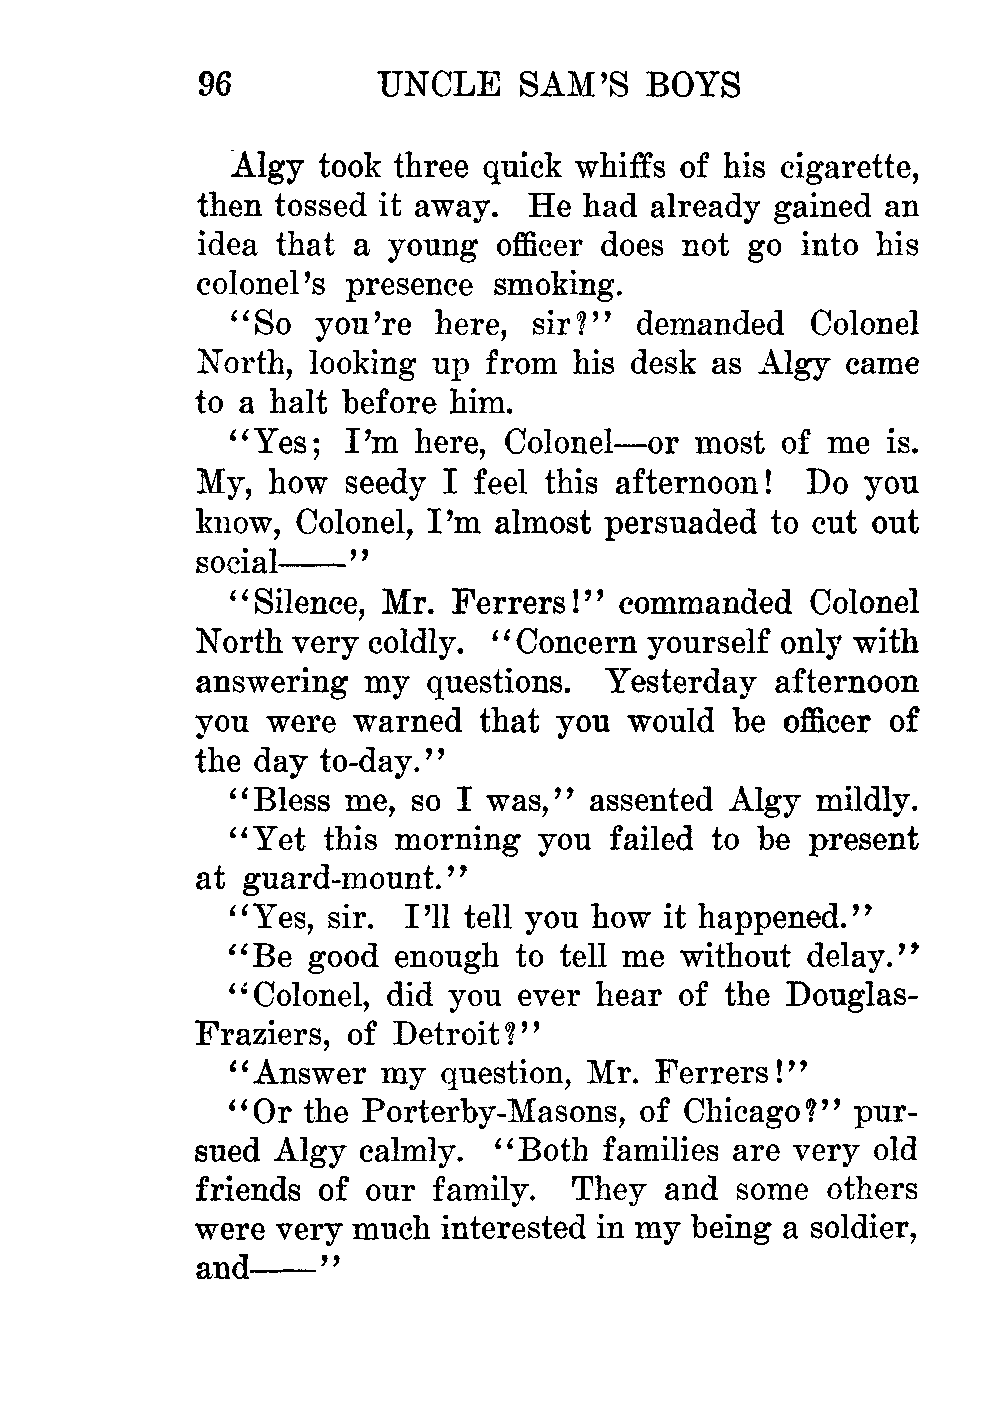 96 UNCLE SAM'S BOYS
Algy took three quick whiffs of his cigarette,
then tossed it away. He had already gained an
idea that a young officer does not go into his
colonel's presence smoking.
“So you're here, sir?” demanded Colonel
North, looking up from his desk as Algy came
to a halt before him.
“Yes; I'm here, Colonel—or most of me is.
My, how seedy I feel this afternoon! Do you
know, Colonel, I'm almost persuaded to cut out
social——”
“Silence, Mr. Ferrers!” commanded Colonel
North very coldly. “Concern yourself only with
answering my questions. Yesterday afternoon
you were warned that you would be officer of
the day to-day.”
“Bless me, so I was,” assented Algy mildly.
“Yet this morning you failed to be present
at guard-mount.”
“Yes, sir. I'll tell you how it happened.”
“Be good enough to tell me without delay.”
“Colonel, did you ever hear of the Douglas-
Fraziers, of Detroit?”
“Answer my question, Mr. Ferrers!”
“Or the Porterby-Masons, of Chicago?” pur-
sued Algy calmly. “Both families are very old
friends of our family. They and some others
were very much interested in my being a soldier,
and——”